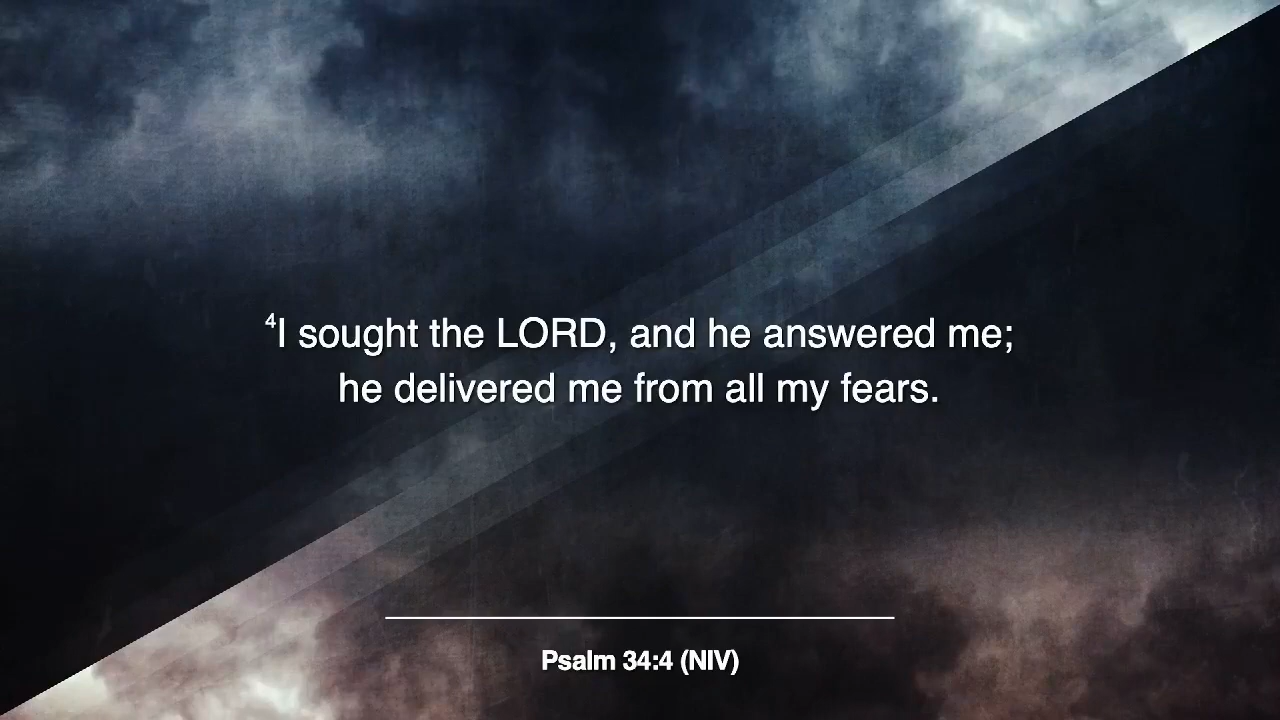 ⁴I sought the LORD, and he answered me;
he delivered me from all my fears.
Psalm 34:4 (NIV)